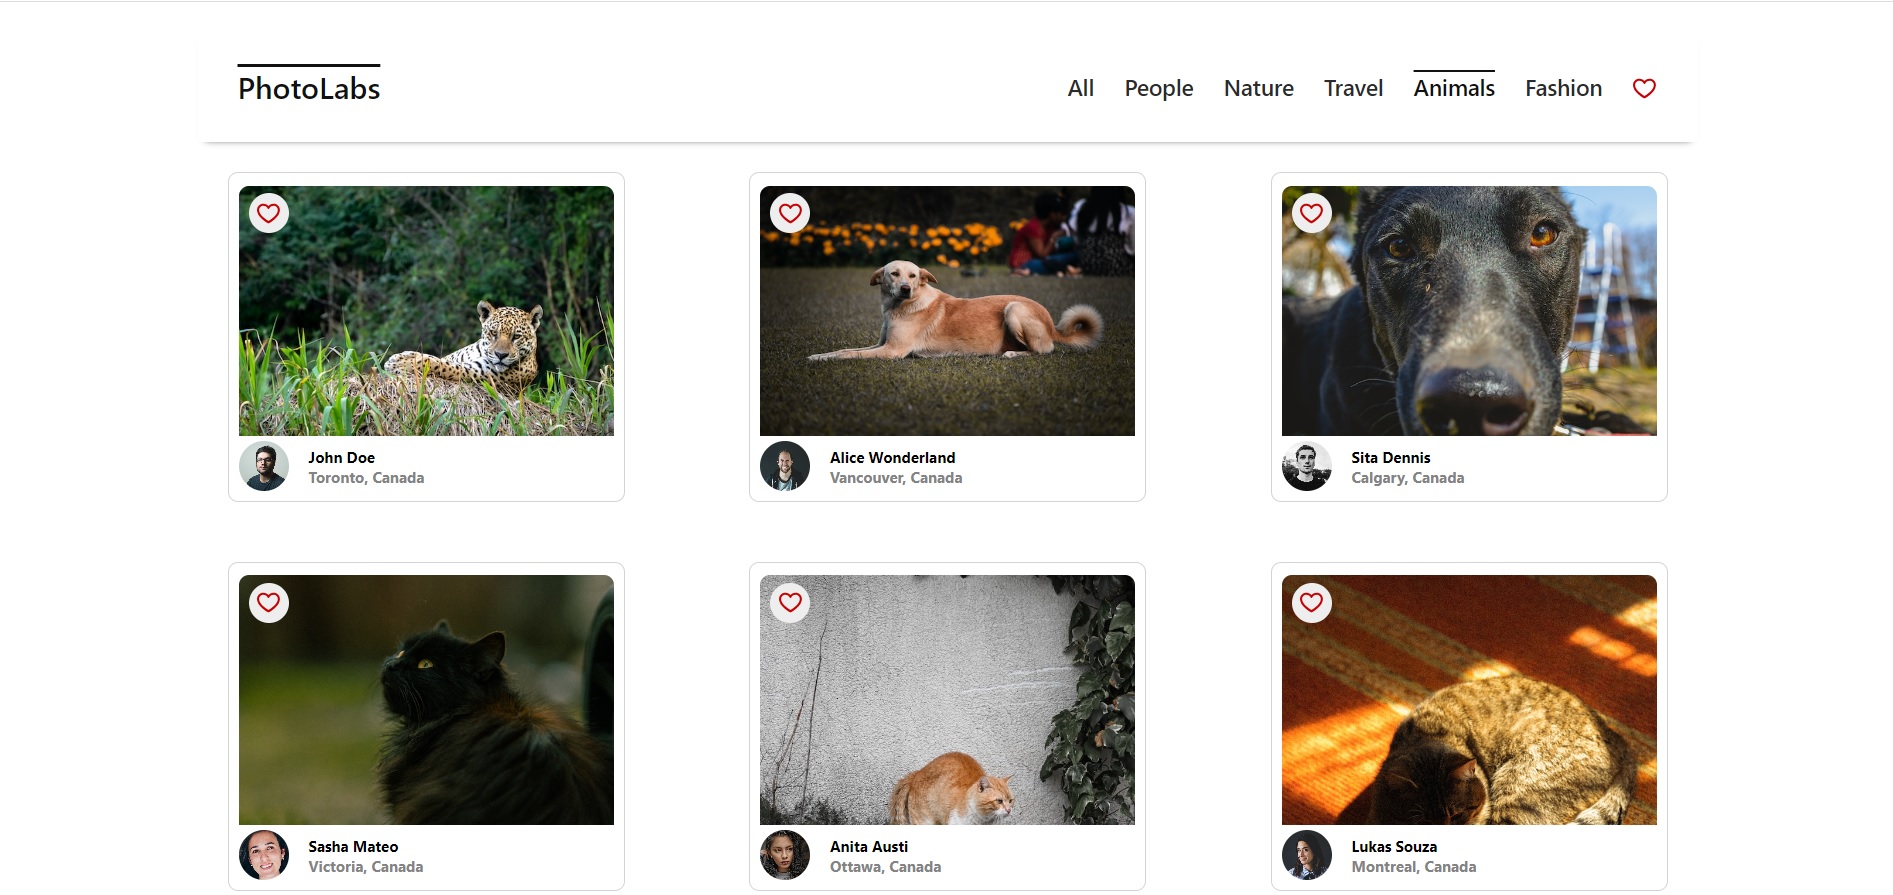 PhotoLabs
All People Nature Travel Animals Fashion
John Doe
Toronto, Canada
Alice Wonderland
Vancouver, Canada
Sita Dennis
Calgary, Canada
Sasha Mateo
Victoria, Canada
Anita Austi
Ottawa, Canada
Lukas Souza
Montreal, Canada